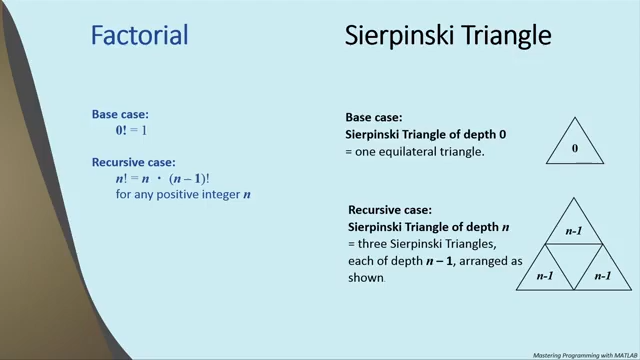 Factorial
Base case:
0! = 1
Recursive case:
n! = n · (n – 1)!
for any positive integer n
Sierpinski Triangle
Base case:
Sierpinski Triangle of depth 0
= one equilateral triangle.
0
Recursive case:
Sierpinski Triangle of depth n
= three Sierpinski Triangles,
each of depth n – 1, arranged as
shown.
n-1
n-1 n-1
Mastering Programming with MATLAB